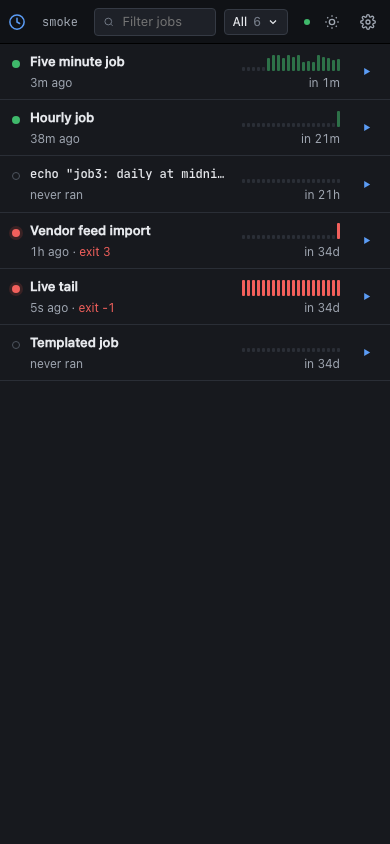 smoke
Filter jobs
All 6
Five minute job
3m ago
in 1m
Hourly job
38m ago
in 21m
echo "job3: daily at midni…
never ran
in 21h
Vendor feed import
1h ago · exit 3
in 34d
Live tail
5s ago · exit -1
in 34d
Templated job
never ran
in 34d